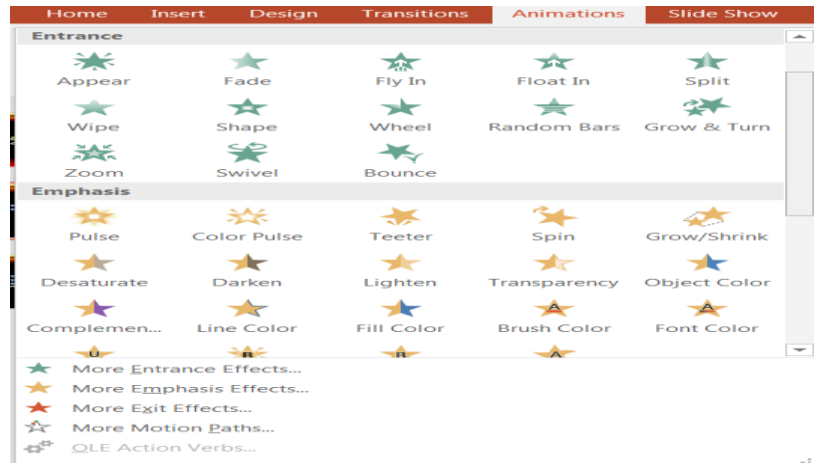 Home Insert Design Transitions Animations Slide Show
Entrance
Appear Fade Fly In Float In Split
Wipe Shape Wheel Random Bars Grow & Turn
Zoom Swivel Bounce
Emphasis
Pulse Color Pulse Teeter Spin Grow/Shrink
Desaturate Darken Lighten Transparency Object Color
Complemen... Line Color Fill Color Brush Color Font Color
U B B A
More Entrance Effects...
More Emphasis Effects...
More Exit Effects...
More Motion Paths...
OLE Action Verbs...